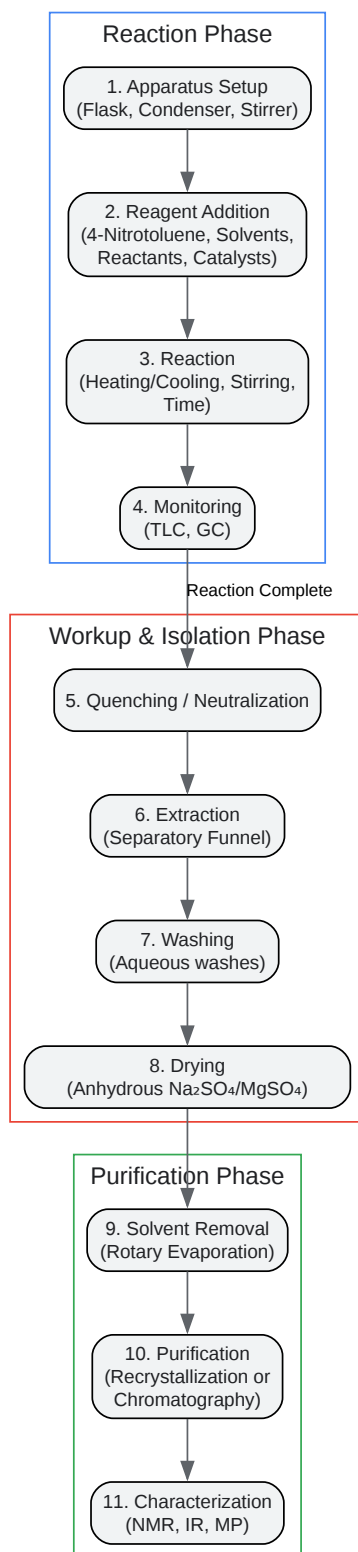 Reaction Phase
1. Apparatus Setup
(Flask, Condenser, Stirrer)
2. Reagent Addition
(4-Nitrotoluene, Solvents,
Reactants, Catalysts)
3. Reaction
(Heating/Cooling, Stirring,
Time)
4. Monitoring
(TLC, GC)
Reaction Complete
Workup & Isolation Phase
5. Quenching / Neutralization
6. Extraction
(Separatory Funnel)
7. Washing
(Aqueous washes)
8. Drying
(Anhydrous Na₂SO₄/MgSO₄)
Purification Phase
9. Solvent Removal
(Rotary Evaporation)
10. Purification
(Recrystallization or
Chromatography)
11. Characterization
(NMR, IR, MP)